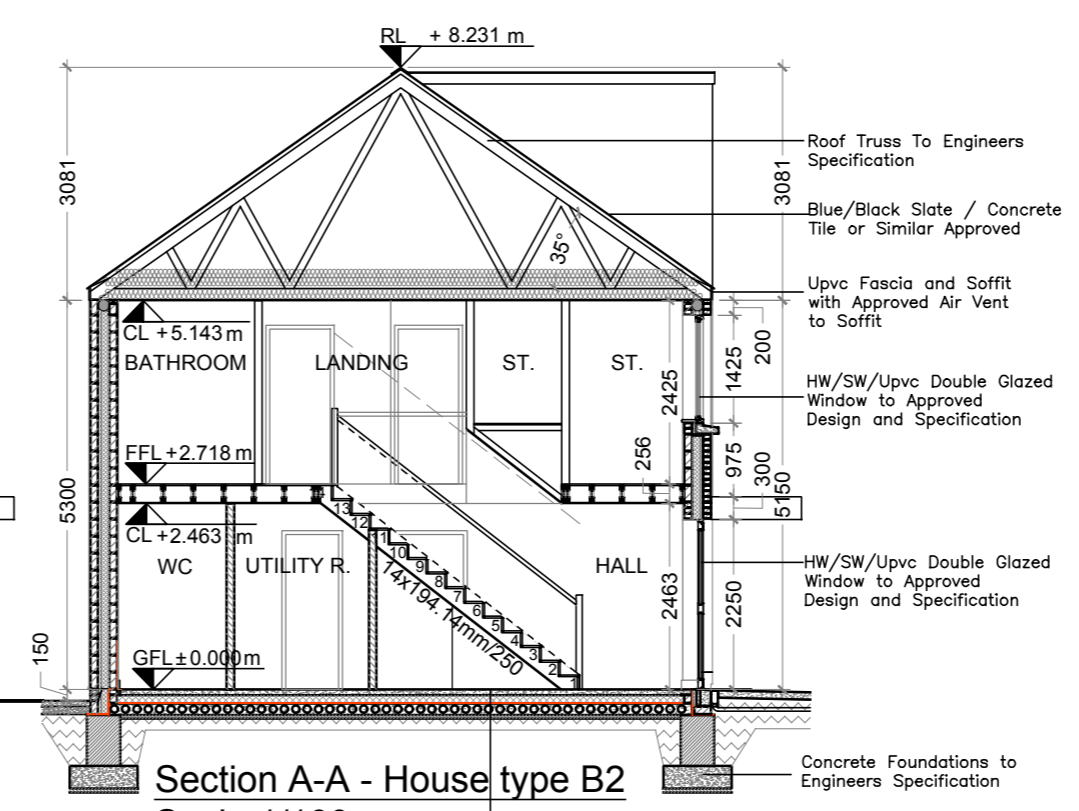 RL + 8.231 m
3081
3081
Roof Truss To Engineers
Specification
Blue/Black Slate / Concrete
Tile or Similar Approved
35°
Upvc Fascia and Soffit
with Approved Air Vent
to Soffit
CL +5.143 m
BATHROOM
LANDING
ST.
ST.
2425
1425
200
HW/SW/Upvc Double Glazed
Window to Approved
Design and Specification
FFL +2.718 m
256
975
300
5300
5150
CL +2.463 m
WC
UTILITY R.
HALL
13
12
11
10
9
8
7
6
5
4
3
2
1
14x194.14mm/250
2463
2250
HW/SW/Upvc Double Glazed
Window to Approved
Design and Specification
150
GFL±0.000m
Section A-A - House type B2
Concrete Foundations to
Engineers Specification